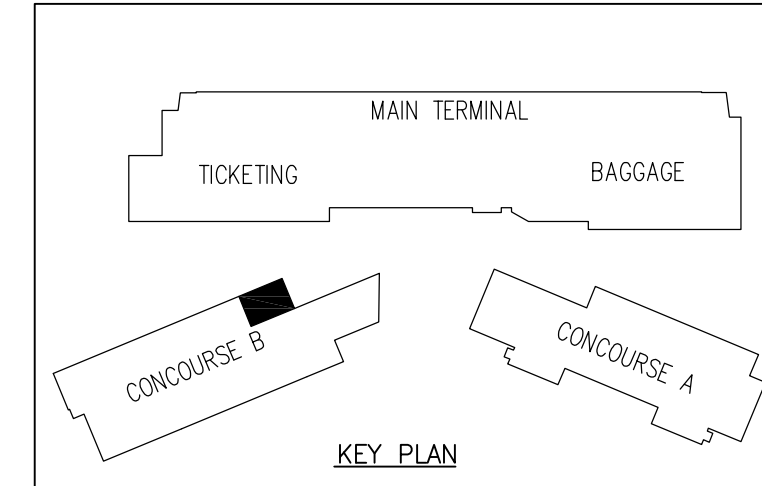 MAIN TERMINAL
TICKETING
BAGGAGE
CONCOURSE B
CONCOURSE A
KEY PLAN